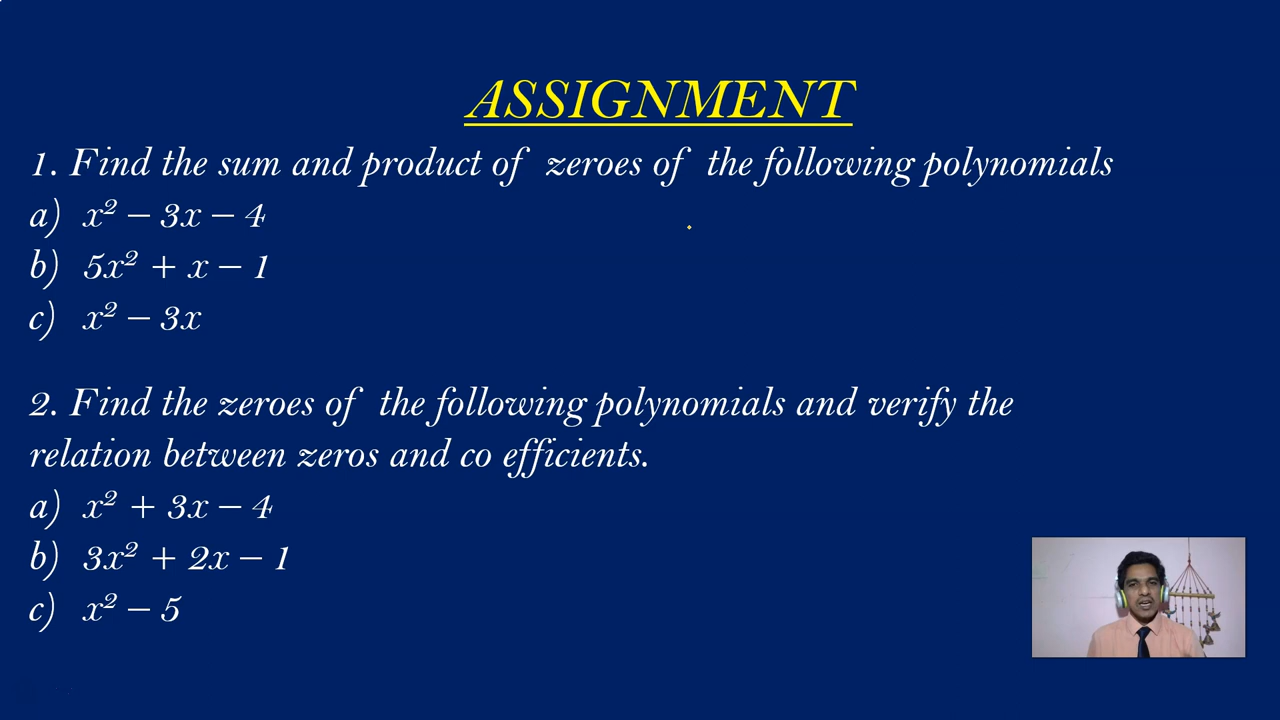 ASSIGNMENT
1. Find the sum and product of zeroes of the following polynomials
a) x² – 3x – 4
b) 5x² + x – 1
c) x² – 3x
2. Find the zeroes of the following polynomials and verify the
relation between zeros and co efficients.
a) x² + 3x – 4
b) 3x² + 2x – 1
c) x² – 5